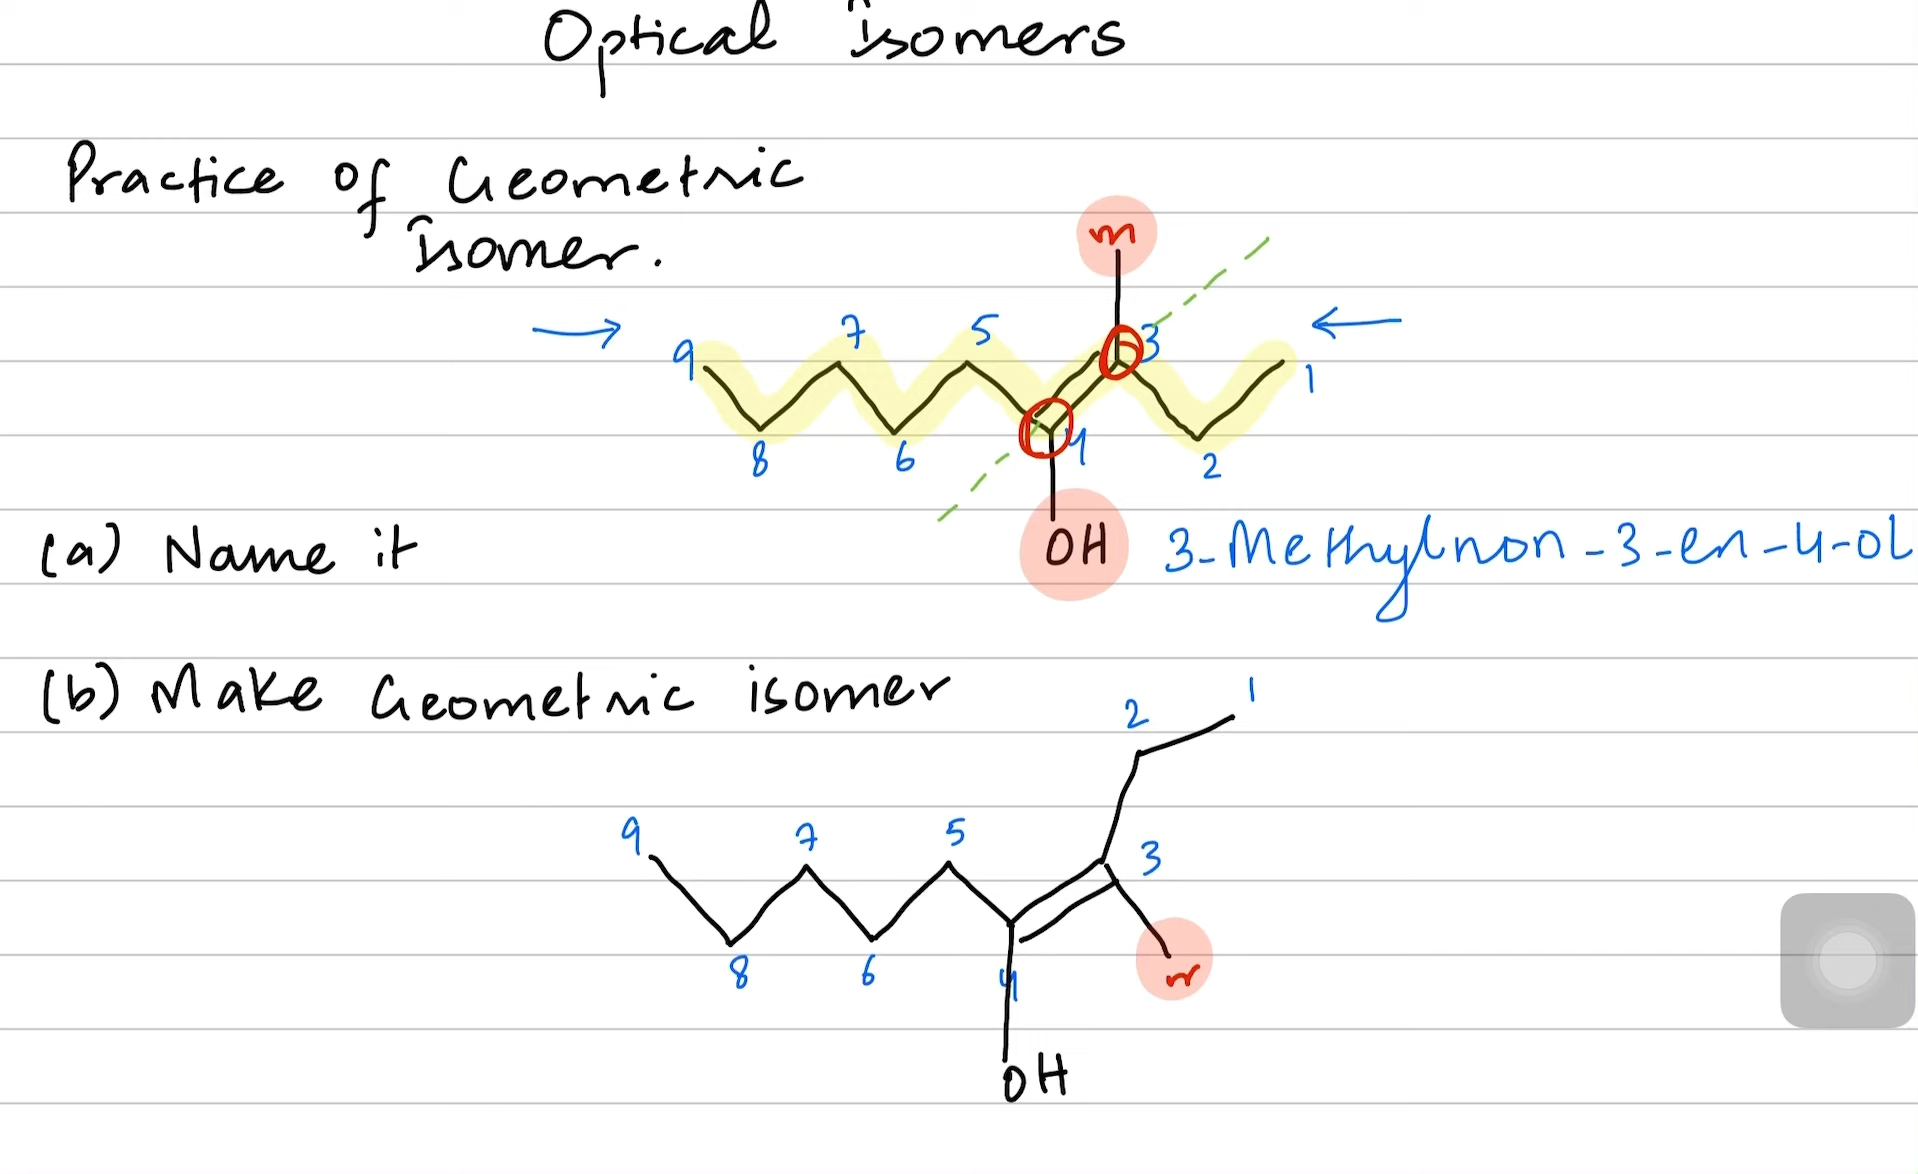 Optical isomers
Practice of Geometric
isomer.
m
9 7 5 3 1
8 6 4 2
OH
(a) Name it
3-Methylnon-3-en-4-ol
(b) Make Geometric isomer
2 1
9 7 5 3
8 6 4
OH